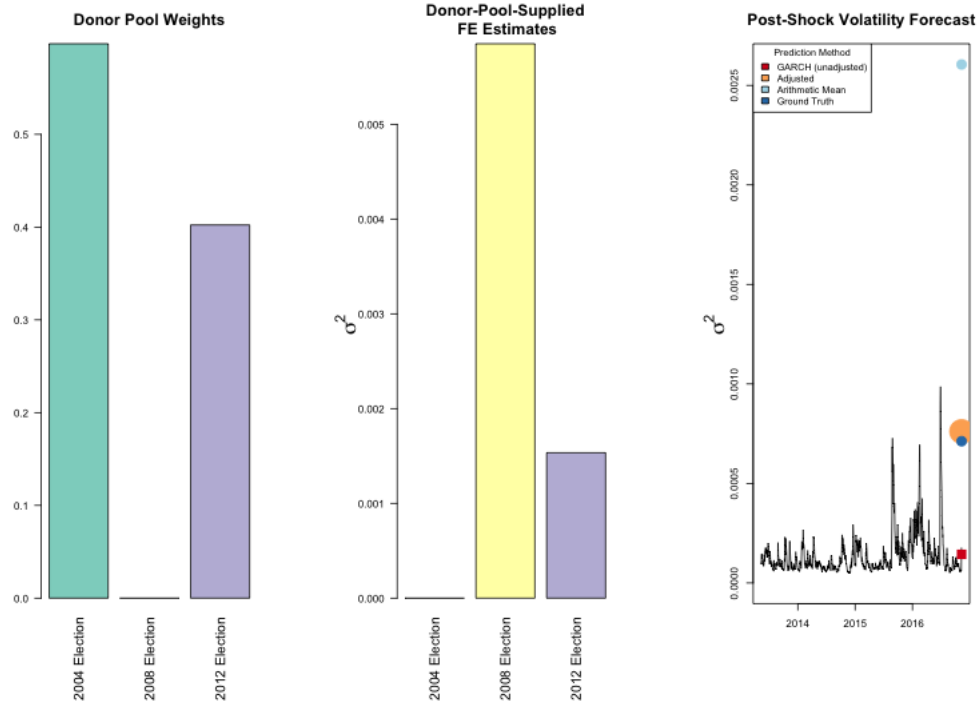 Donor Pool Weights
0.5
0.4
0.3
0.2
0.1
0.0
2004 Election
2008 Election
2012 Election
Donor-Pool-Supplied
FE Estimates
σ2
0.005
0.004
0.003
0.002
0.001
0.000
2004 Election
2008 Election
2012 Election
Post-Shock Volatility Forecast
Prediction Method
GARCH (unadjusted)
Adjusted
Arithmetic Mean
Ground Truth
σ2
0.0025
0.0020
0.0015
0.0010
0.0005
0.0000
2014
2015
2016